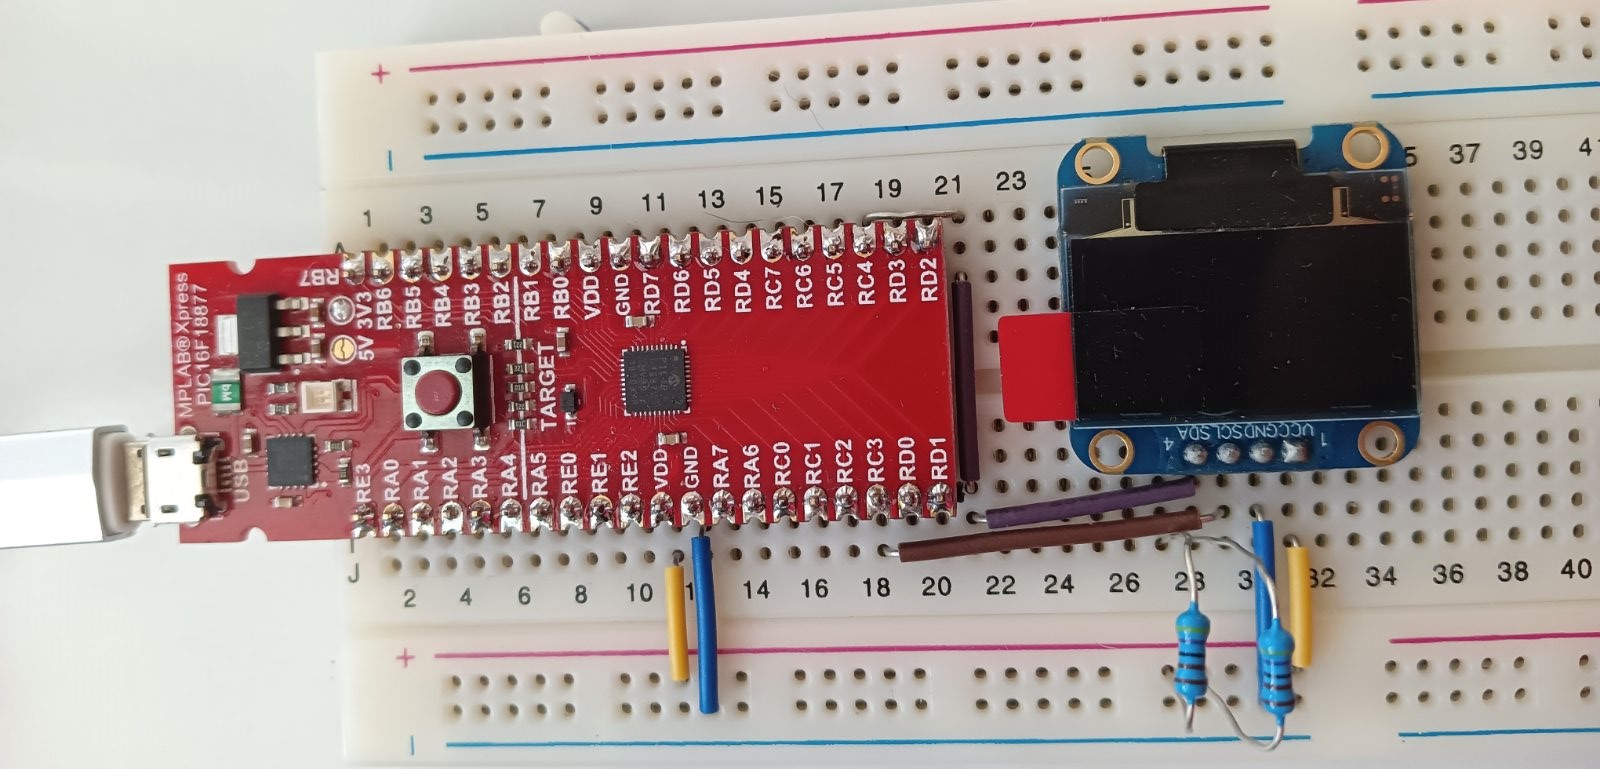 +
1 3 5 7 9 11 13 15 17 19 21 23 37 39
MPLAB® Xpress
PIC16F18877
5V 3V3
RB7 RB6 RB5 RB4 RB3 RB2 RB1 RB0 VDD GND RD7 RD6 RD5 RD4 RC7 RC6 RC5 RC4 RD3 RD2
TARGET
USB
RE3 RA0 RA1 RA2 RA3 RA4 RA5 RE0 RE1 RE2 VDD GND RA7 RA6 RC0 RC1 RC2 RC3 RD0 RD1
4 VCC GND SCL SDA 1
J
2 4 6 8 10 14 16 18 20 22 24 26 28 32 34 36 38 40
+